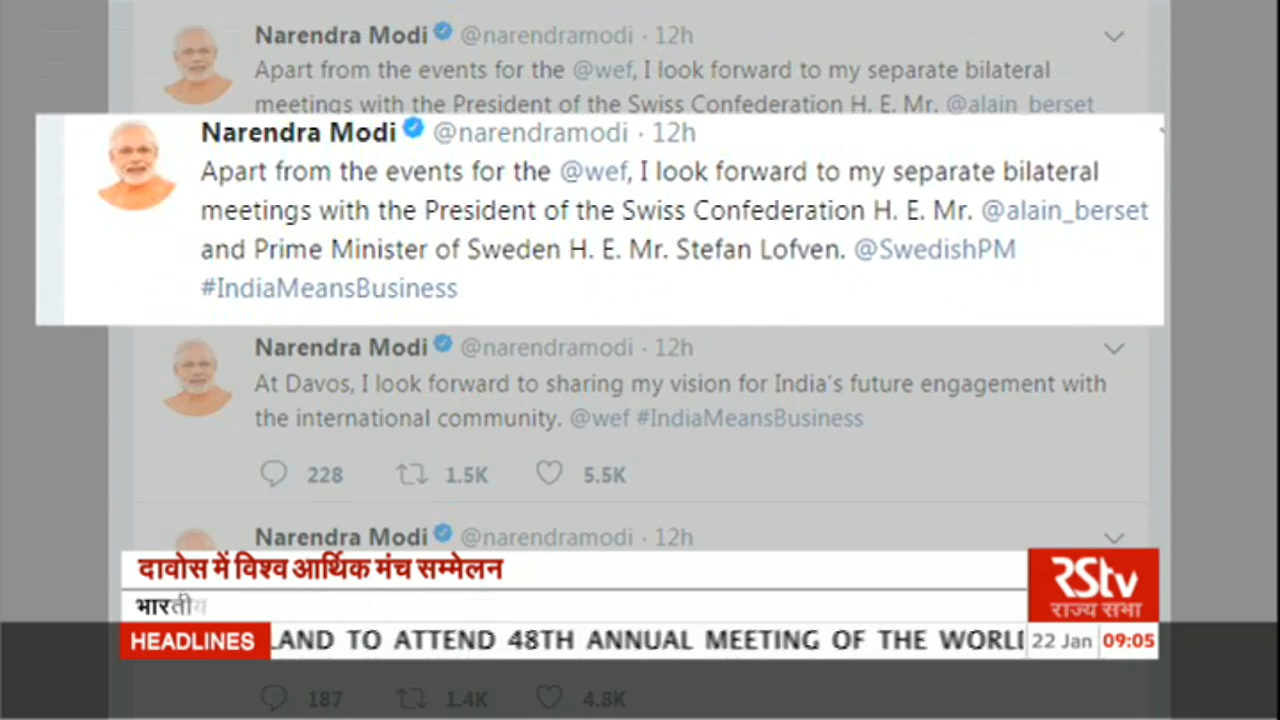 Narendra Modi @narendramodi · 12h
Apart from the events for the @wef, I look forward to my separate bilateral
meetings with the President of the Swiss Confederation H. E. Mr. @alain_berset
Narendra Modi @narendramodi · 12h
Apart from the events for the @wef, I look forward to my separate bilateral
meetings with the President of the Swiss Confederation H. E. Mr. @alain_berset
and Prime Minister of Sweden H. E. Mr. Stefan Lofven. @SwedishPM
#IndiaMeansBusiness
Narendra Modi @narendramodi · 12h
At Davos, I look forward to sharing my vision for India's future engagement with
the international community. @wef #IndiaMeansBusiness
228 1.5K 5.5K
Narendra Modi @narendramodi · 12h
दावोस में विश्व आर्थिक मंच सम्मेलन
भारतीय
RStv
राज्य सभा
HEADLINES LAND TO ATTEND 48TH ANNUAL MEETING OF THE WORL 22 Jan 09:05
187 1.4K 4.8K